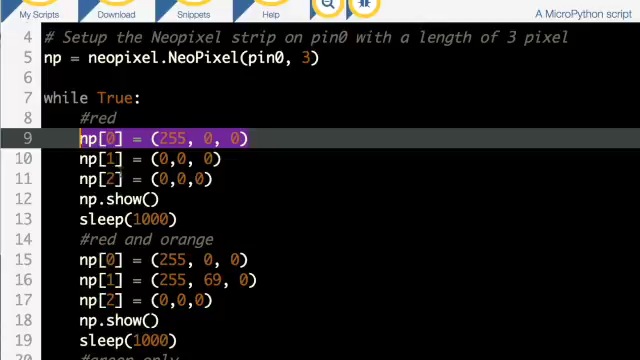 My Scripts Download Snippets Help A MicroPython script
4 # Setup the Neopixel strip on pin0 with a length of 3 pixel
5 np = neopixel.NeoPixel(pin0, 3)
7 while True:
8 #red
9 np[0] = (255, 0, 0)
10 np[1] = (0,0, 0)
11 np[2] = (0,0,0)
12 np.show()
13 sleep(1000)
14 #red and orange
15 np[0] = (255, 0, 0)
16 np[1] = (255, 69, 0)
17 np[2] = (0,0,0)
18 np.show()
19 sleep(1000)
20 #green only